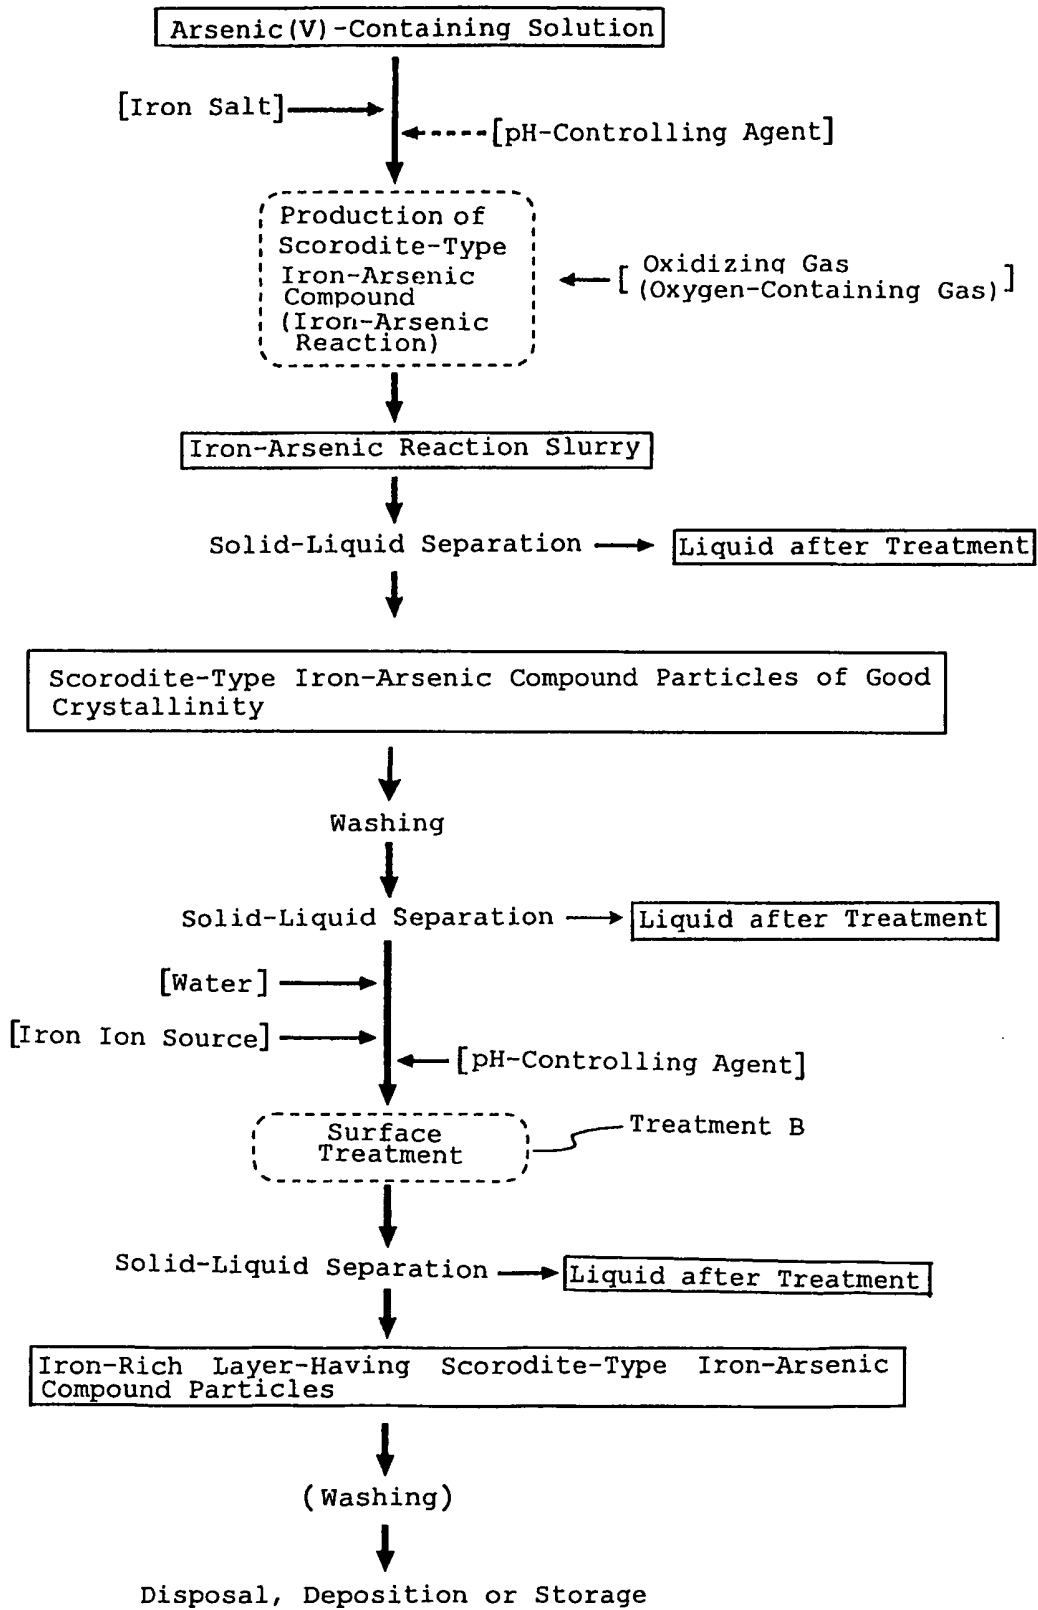 Arsenic(V)-Containing Solution
[Iron Salt]
[pH-Controlling Agent]
Production of
Scorodite-Type
Iron-Arsenic
Compound
(Iron-Arsenic
Reaction)
[Oxidizing Gas
(Oxygen-Containing Gas)]
Iron-Arsenic Reaction Slurry
Solid-Liquid Separation
Liquid after Treatment
Scorodite-Type Iron-Arsenic Compound Particles of Good
Crystallinity
Washing
Solid-Liquid Separation
Liquid after Treatment
[Water]
[Iron Ion Source]
[pH-Controlling Agent]
Surface
Treatment
Treatment B
Solid-Liquid Separation
Liquid after Treatment
Iron-Rich Layer-Having Scorodite-Type Iron-Arsenic
Compound Particles
(Washing)
Disposal, Deposition or Storage